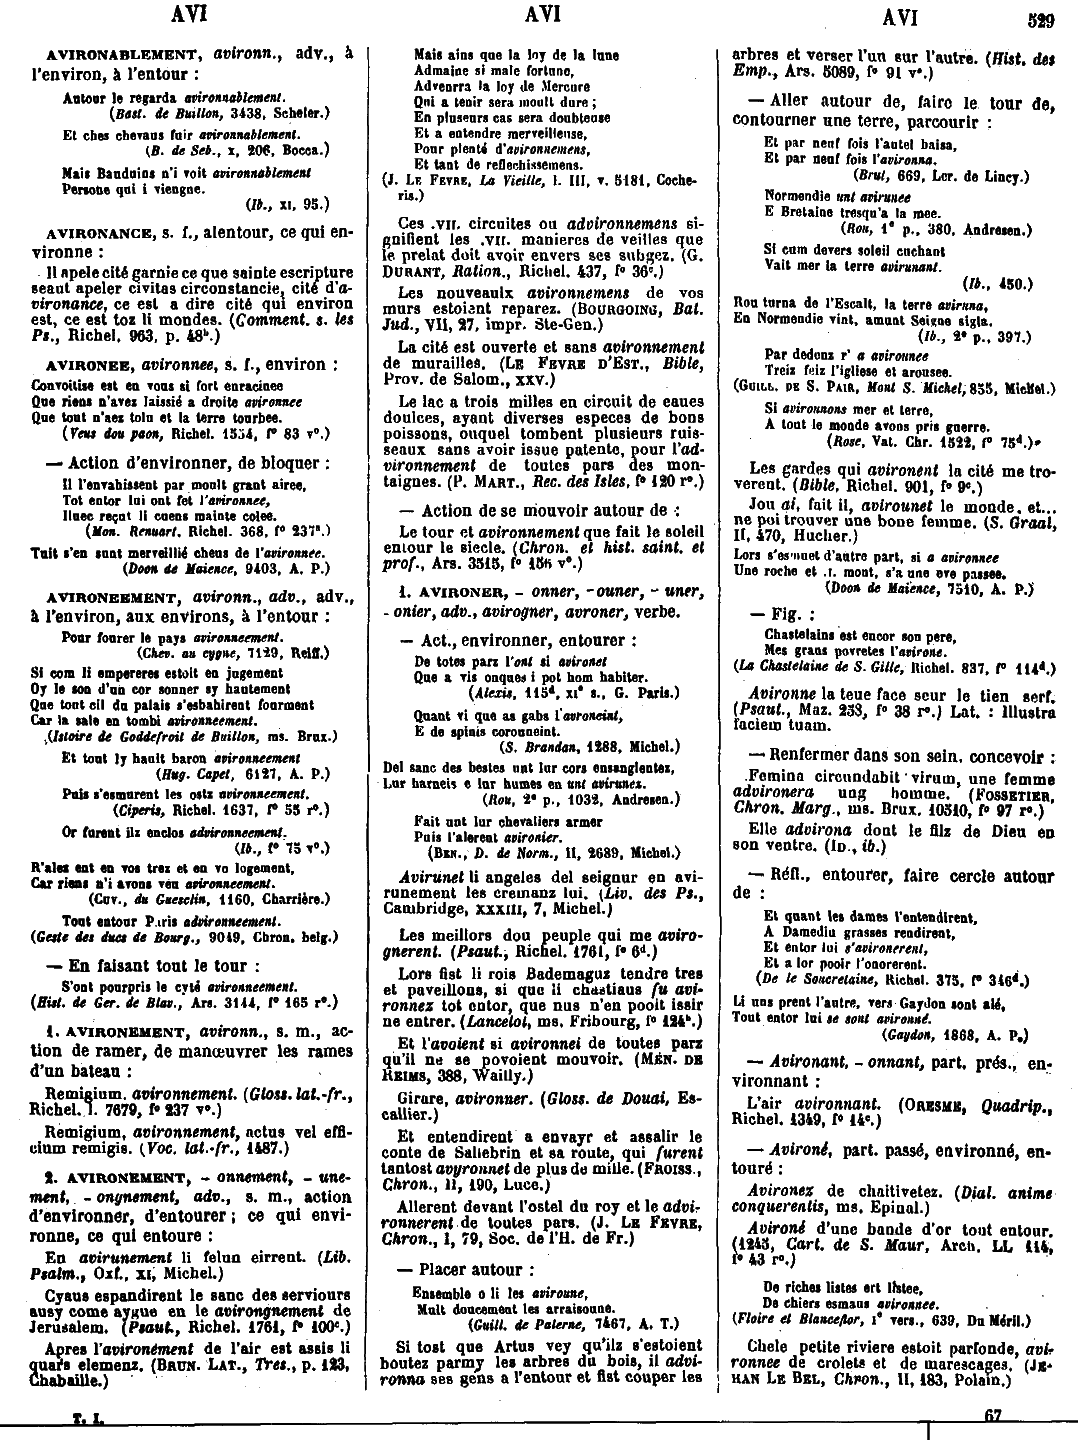 AVI
AVI
AVI
529
AVIRONABLEMENT, avironn., adv., à
l'environ, à l'entour :
Autour le regarda avironnablement.
(Bast. de Buillon, 3438, Scheler.)
Et ches chevaus fuir avironnablement.
(B. de Seb., x, 206, Bocca.)
Mais Bauduins n'i voit avironnablement
Persone qui i viengne.
(Ib., xi, 95.)
AVIRONANCE, s. f., alentour, ce qui en-
vironne :
Il apele cité garnie ce que sainte escripture
seaut apeler civitas circonstancie, cité d'a-
vironance, ce est a dire cité qui environ
est, ce est toz li mondes. (Comment. s. les
Ps., Richel. 963, p. 48ᵇ.)
AVIRONEE, avironnee, s. f., environ :
Convoitise est en vous si fort enracinee
Que riens n'avez laissié a droite avironnee
Que tout n'aez tolu et la terre tourbee.
(Veus dou paon, Richel. 1554, fº 83 vº.)
— Action d'environner, de bloquer :
Il l'envahissent par moult grant airee,
Tot entor lui ont fet l'avironnee,
Iluec reçut li cuens mainte colee.
(Mon. Renuart, Richel. 368, fº 237ᵃ.)
Tuit s'en sunt merveillié cheus de l'avironnee.
(Doon de Maience, 9403, A. P.)
AVIRONEEMENT, avironn., adv., adv.,
à l'environ, aux environs, à l'entour :
Pour fourer le pays avironneement.
(Chev. au cygne, 7129, Reiff.)
Si com li empereres estoit en jugement
Oy le son d'un cor sonner sy hautement
Que tout cil du palais s'esbahirent fourment
Car la sale en tombi avironneement.
(Istoire de Goddefroit de Buillon, ms. Brux.)
Et tout ly hault baron avironneement
(Hug. Capet, 6127, A. P.)
Puis s'esmurent les ostz avironneement.
(Ciperis, Richel. 1637, fº 55 rº.)
Or furent ilz enclos advironneement.
(Ib., fº 75 vº.)
R'alez ent en vos trez et en vo logement,
Car riens n'i avons veu avironneement.
(Cuv., du Guesclin, 1160, Charrière.)
Tout entour Paris advironneement.
(Geste des ducs de Bourg., 9049, Chron. belg.)
— En faisant tout le tour :
S'ont pourpris le cyté avironneement.
(Hist. de Ger. de Blav., Ars. 3144, fº 165 rº.)
1. AVIRONEMENT, avironn., s. m., ac-
tion de ramer, de manœuvrer les rames
d'un bateau :
Remigium, avironnement. (Gloss. lat.-fr.,
Richel. l. 7679, fº 237 vº.)
Remigium, avironnement, actus vel effi-
cium remigis. (Voc. lat.-fr., 1487.)
2. AVIRONEMENT, - onnement, - une-
ment, - ongnement, adv., s. m., action
d'environner, d'entourer ; ce qui envi-
ronne, ce qui entoure :
En avirunement li felun eirrent. (Lib.
Psalm., Oxf., xi, Michel.)
Cyaus espandirent le sanc des serviours
ausy come aygue en le avirongnement de
Jerusalem. (Psaut., Richel. 1761, fº 100ᶜ.)
Apres l'avironément de l'air est assis li
quars elemenz. (BRUN. LAT., Tres., p. 123,
Chabaille.)
T. I.
Mais ains que la loy de la lune
Admaine si male fortune,
Advenrra la loy de Mercure
Qui a tenir sera moult dure ;
En pluseurs cas sera doubteuse
Et a entendre merveilleuse,
Pour plenté d'avironnemens,
Et tant de reflechissemens.
(J. LE FEVRE, La Vieille, l. III, v. 5181, Coche-
ris.)
Ces .VII. circuites ou advironnemens si-
gnifient les .VII. manieres de veilles que
le prelat doit avoir envers ses subgez. (G.
DURANT, Ration., Richel. 437, fº 36ᶜ.)
Les nouveaulx avironnemens de vos
murs estoient reparez. (BOURGOING, Bat.
Jud., VII, 27, impr. Ste-Gen.)
La cité est ouverte et sans avironnement
de murailles. (LE FEVRE D'EST., Bible,
Prov. de Salom., XXV.)
Le lac a trois milles en circuit de eaues
doulces, ayant diverses especes de bons
poissons, ouquel tombent plusieurs ruis-
seaux sans avoir issue patente, pour l'ad-
vironnement de toutes pars des mon-
taignes. (P. MART., Rec. des Isles, fº 120 rº.)
— Action de se mouvoir autour de :
Le tour et avironnement que fait le soleil
entour le siecle. (Chron. et hist. saint. et
prof., Ars. 3515, fº 156 vº.)
1. AVIRONER, - onner, - ouner, - uner,
- onier, adv., avirogner, avroner, verbe.
— Act., environner, entourer :
De totes parz l'ont si avironet
Que a vis onques i pot hom habiter.
(Alexis, 115ᵈ, XIᵉ s., G. Paris.)
Quant vi que as gabs l'avroneint,
E de spinis corouneint.
(S. Brandan, 1288, Michel.)
Del sanc des bestes unt lur cors ensanglentez,
Lur harneis e lur humes en unt avirunez.
(Rou, 2ᵉ p., 1032, Andresen.)
Fait unt lur chevaliers armer
Puis l'alerent avironier.
(BEN., D. de Norm., II, 2689, Michel.)
Avirunet li angeles del seignur en avi-
runement les cremanz lui. (Liv. des Ps.,
Cambridge, XXXIII, 7, Michel.)
Les meillors dou peuple qui me aviro-
gnerent. (Psaut., Richel. 1761, fº 6ᵈ.)
Lors fist li rois Bademaguz tendre tres
et paveillons, si que li chastiaus fu avi-
ronnez tot entor, que nus n'en pooit issir
ne entrer. (Lancelot, ms. Fribourg, fº 124ᵇ.)
Et l'avoient si avironnei de toutes parz
qu'il ne se povoient mouvoir. (MÉN. DE
REIMS, 388, Wailly.)
Girare, avironner. (Gloss. de Douai, Es-
callier.)
Et entendirent a envayr et assalir le
conte de Salebrin et sa route, qui furent
tantost avyronnet de plus de mille. (FROISS.,
Chron., II, 190, Luce.)
Allerent devant l'ostel du roy et le advi-
ronnerent de toutes pars. (J. LE FEVRE,
Chron., I, 79, Soc. de l'H. de Fr.)
— Placer autour :
Ensemble o li les aviroune,
Mult doucement les arraisoune.
(Guill. de Palerne, 7467, A. T.)
Si tost que Artus vey qu'ilz s'estoient
boutez parmy les arbres du bois, il advi-
ronna ses gens a l'entour et fist couper les
arbres et verser l'un sur l'autre. (Hist. des
Emp., Ars. 5089, fº 91 vº.)
— Aller autour de, faire le tour de,
contourner une terre, parcourir :
Et par neuf fois l'autel baisa,
Et par neuf fois l'avironna.
(Brut, 669, Ler. de Lincy.)
Normendie unt avirunee
E Bretaine tresqu'a la mee.
(Rou, 1ᵉ p., 380, Andresen.)
Si cum devers soleil cuchant
Vait mer la terre avirunant.
(Ib., 450.)
Rou turna de l'Escalt, la terre aviruna,
En Normendie vint, amunt Seigne sigla.
(Ib., 2ᵉ p., 397.)
Par dedenz r' a avirounee
Treiz feiz l'igliese et arousee.
(GUILL. DE S. PAIR, Mont S. Michel, 855, Michel.)
Si avirounons mer et terre,
A tout le monde avons pris guerre.
(Rose, Vat. Chr. 1522, fº 75ᵈ.)
Les gardes qui avironent la cité me tro-
verent. (Bible, Richel. 901, fº 9ᶜ.)
Jou ai, fait il, avirounet le monde, et...
ne poi trouver une bone femme. (S. Graal,
II, 470, Hucher.)
Lors s'esmuet d'autre part, si a avironnee
Une roche et .I. mont, s'a une eve passee.
(Doon de Maience, 7510, A. P.)
— Fig. :
Chastelains est encor son pere,
Mes grans povretes l'avirone.
(La Chastelaine de S. Gille, Richel. 837, fº 114ᵈ.)
Avironne la teue face seur le tien serf.
(Psaut., Maz. 258, fº 38 rº.) Lat. : Illustra
faciem tuam.
— Renfermer dans son sein, concevoir :
Femina circundabit virum, une femme
advironera ung homme. (FOSSETIER,
Chron. Marg., ms. Brux. 10510, fº 97 rº.)
Elle advirona dont le filz de Dieu en
son ventre. (ID., ib.)
— Réfl., entourer, faire cercle autour
de :
Et quant les dames l'entendirent,
A Damediu grasses rendirent,
Et entor lui s'avironerent,
Et a lor pooir l'onorerent.
(De le Soucretaine, Richel. 375, fº 346ᵈ.)
Li uns prent l'autre, vers Gaydon sont alé,
Tout entor lui se sont avironné.
(Gaydon, 1868, A. P.)
— Avironant, - onnant, part. prés., en-
vironnant :
L'air avironnant. (ORESME, Quadrip.,
Richel. 1349, fº 14ᶜ.)
— Avironé, part. passé, environné, en-
touré :
Avironez de chaitivetez. (Dial. anime
conquerentis, ms. Epinal.)
Avironé d'une bande d'or tout entour.
(1243, Cart. de S. Maur, Arch. LL 114,
fº 43 rº.)
De riches listes ert listee,
De chiers esmaus avironnee.
(Floire et Blanceflor, 1ᵉ vers., 639, Du Méril.)
Chele petite riviere estoit parfonde, avi-
ronnee de crolets et de marescages. (JE-
HAN LE BEL, Chron., II, 183, Polain.)
67